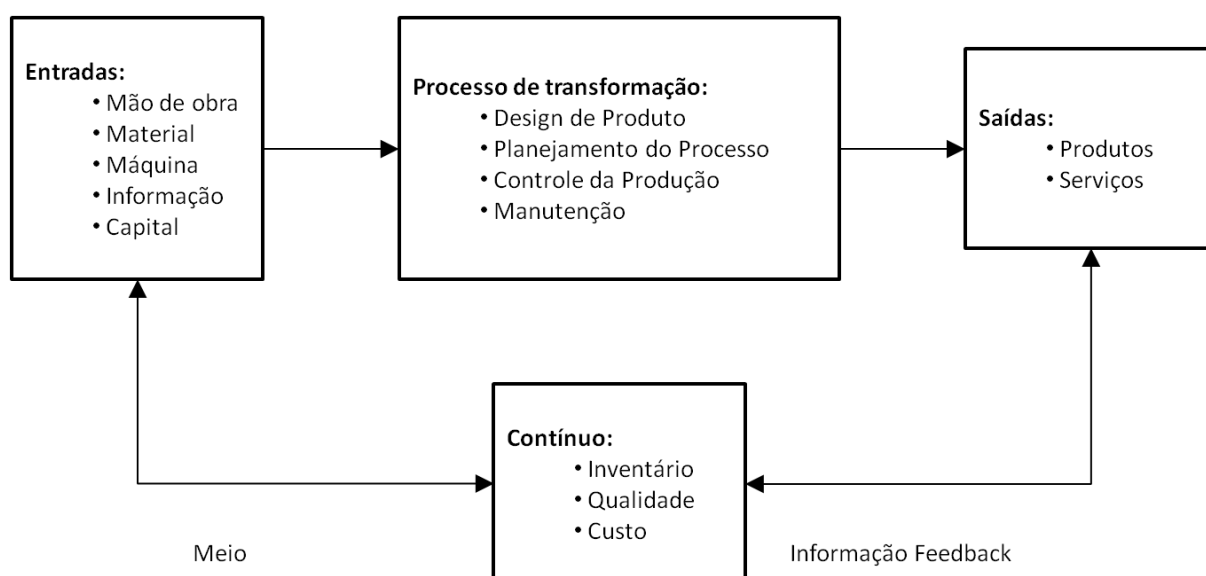 Entradas:
• Mão de obra
• Material
• Máquina
• Informação
• Capital
Processo de transformação:
• Design de Produto
• Planejamento do Processo
• Controle da Produção
• Manutenção
Saídas:
• Produtos
• Serviços
Contínuo:
• Inventário
• Qualidade
• Custo
Meio
Informação Feedback